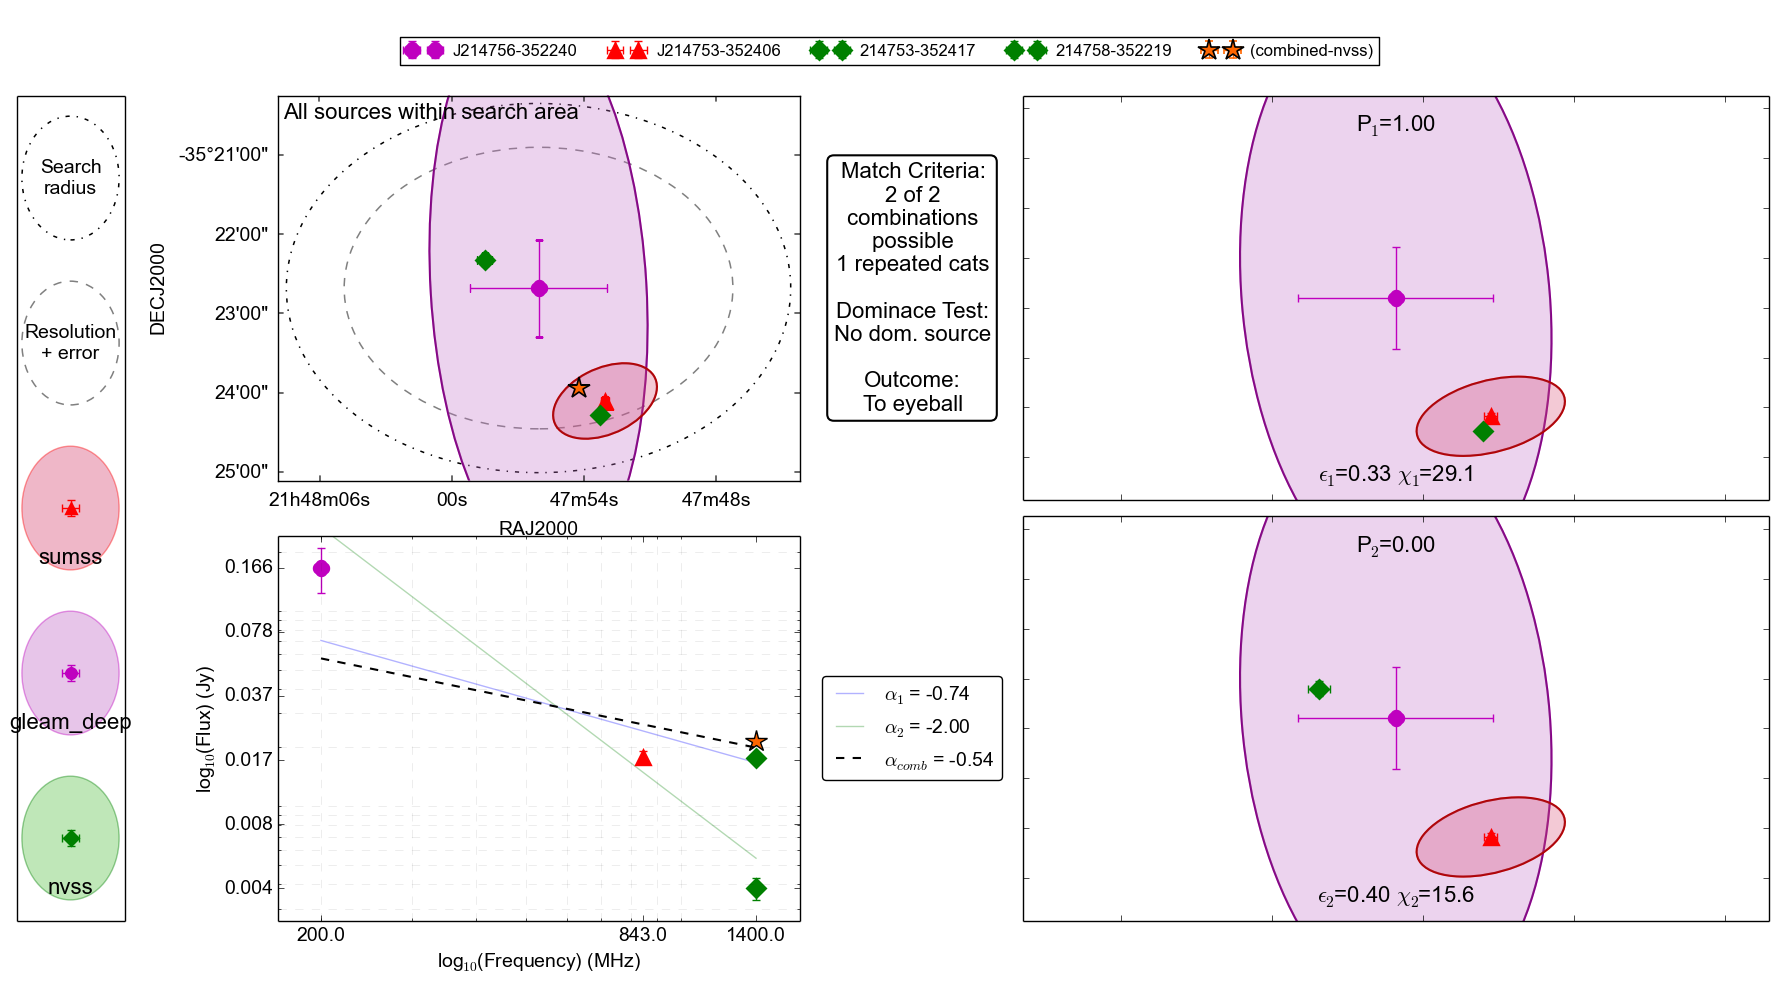 J214756-352240 J214753-352406 214753-352417 214758-352219 (combined-nvss)
Search
radius
Resolution
+ error
sumss
gleam_deep
nvss
All sources within search area
DECJ2000
-35°21'00"
22'00"
23'00"
24'00"
25'00"
21h48m06s 00s 47m54s 47m48s
RAJ2000
Match Criteria:
2 of 2
combinations
possible
1 repeated cats
Dominace Test:
No dom. source
Outcome:
To eyeball
P₁=1.00
ϵ₁=0.33 χ₁=29.1
log₁₀(Flux) (Jy)
0.166
0.078
0.037
0.017
0.008
0.004
200.0 843.0 1400.0
log₁₀(Frequency) (MHz)
α₁ = -0.74
α₂ = -2.00
α_comb = -0.54
P₂=0.00
ϵ₂=0.40 χ₂=15.6